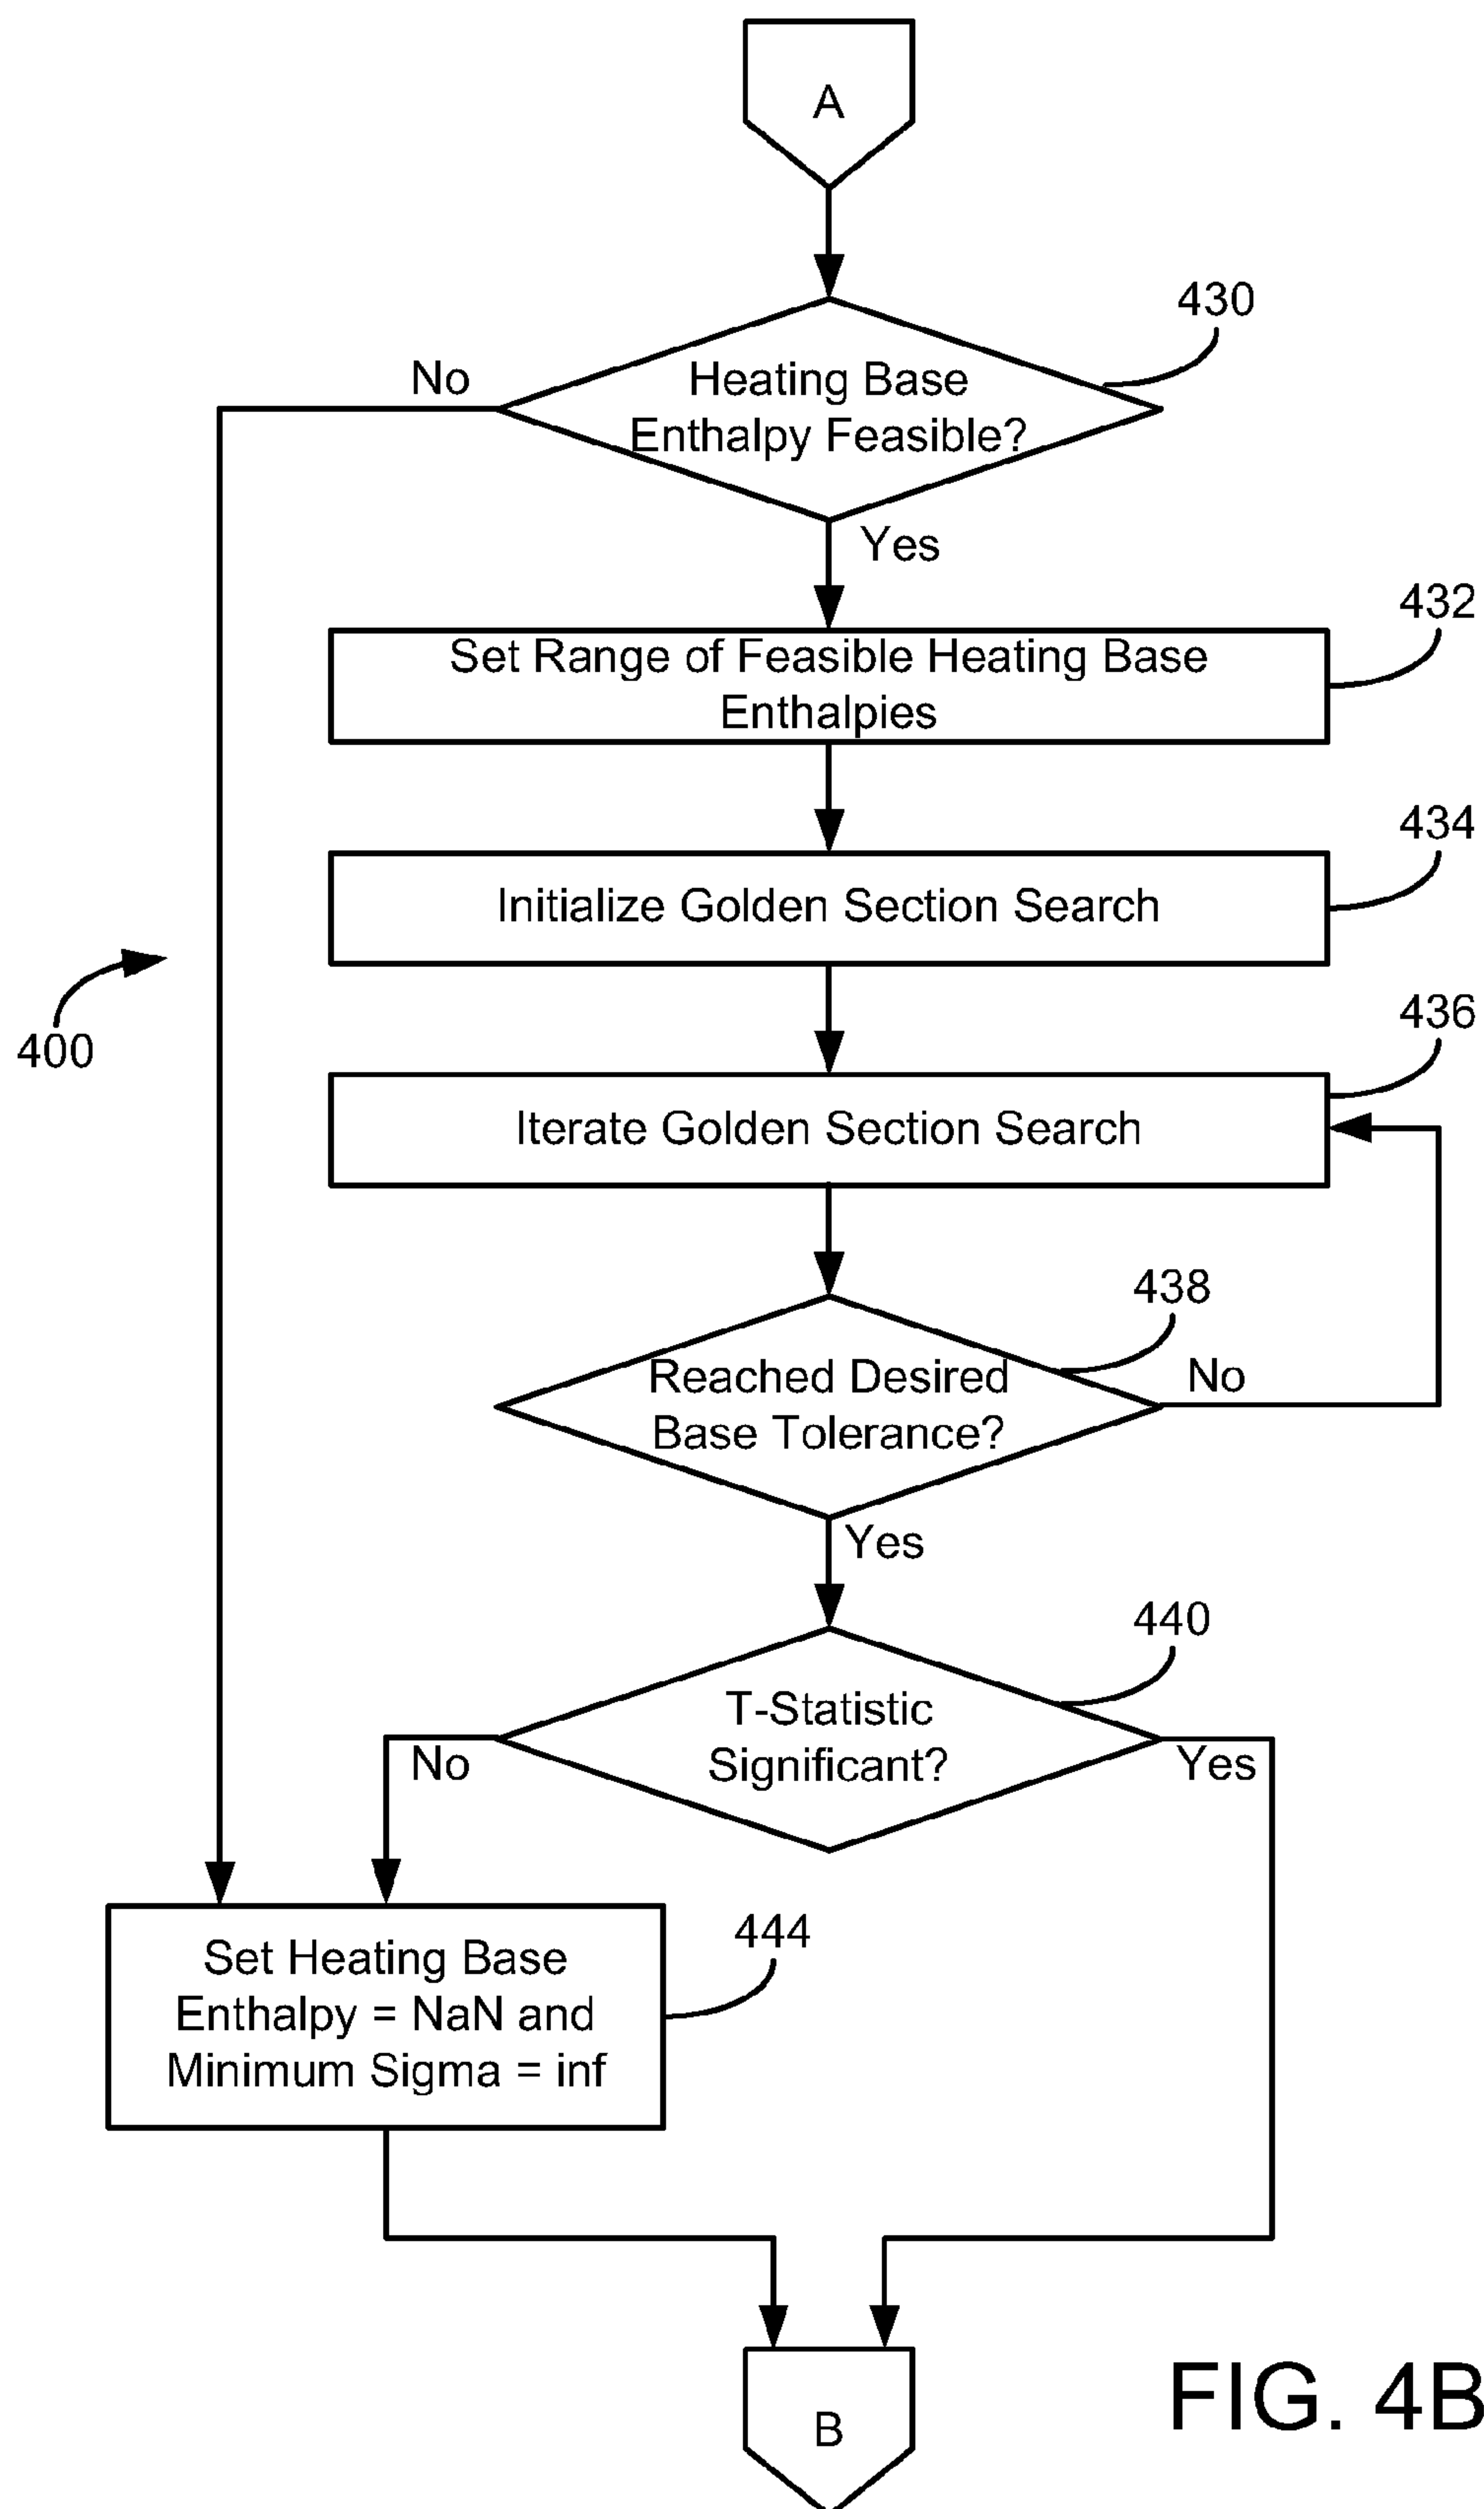 A
430
No
Heating Base
Enthalpy Feasible?
Yes
432
Set Range of Feasible Heating Base
Enthalpies
434
Initialize Golden Section Search
400
436
Iterate Golden Section Search
438
Reached Desired
Base Tolerance?
No
Yes
440
T-Statistic
Significant?
No
Yes
444
Set Heating Base
Enthalpy = NaN and
Minimum Sigma = inf
B
FIG. 4B